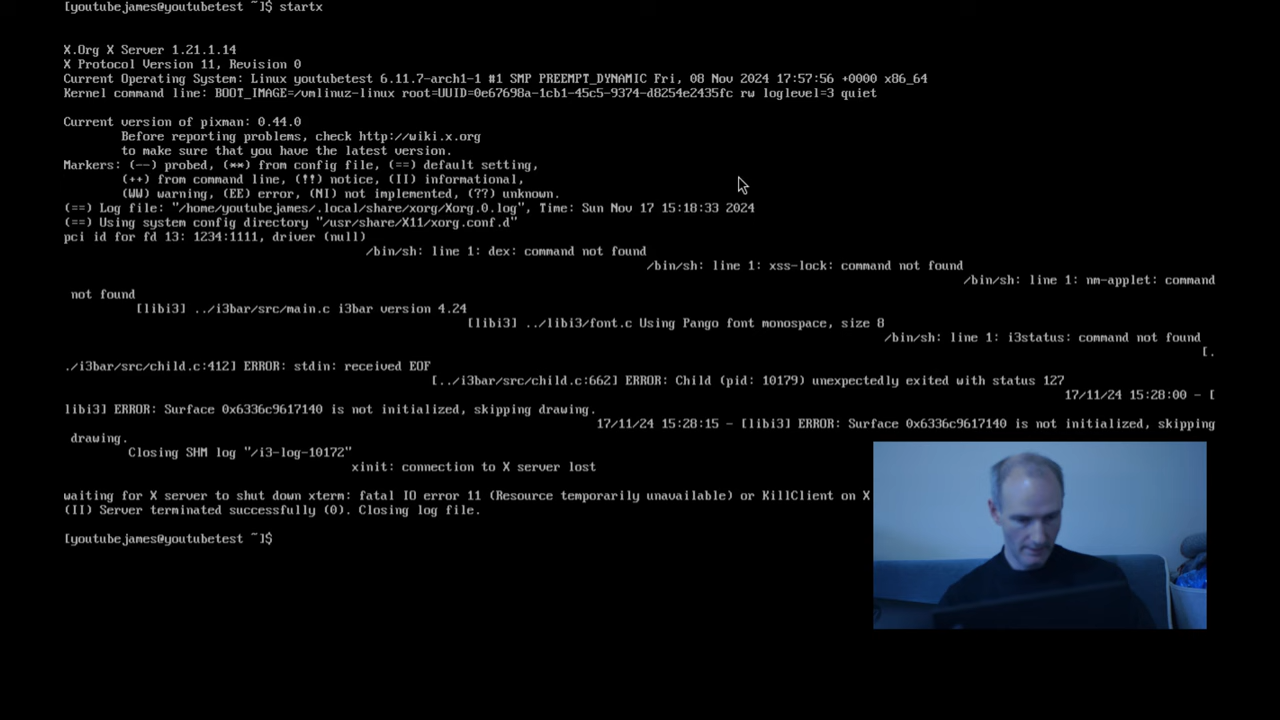 [youtubejames@youtubetest ~]$ startx
X.Org X Server 1.21.1.14
X Protocol Version 11, Revision 0
Current Operating System: Linux youtubetest 6.11.7-arch1-1 #1 SMP PREEMPT_DYNAMIC Fri, 08 Nov 2024 17:57:56 +0000 x86_64
Kernel command line: BOOT_IMAGE=/vmlinuz-linux root=UUID=0e67698a-1cb1-45c5-9374-d8254e2435fc rw loglevel=3 quiet
Current version of pixman: 0.44.0
Before reporting problems, check http://wiki.x.org
to make sure that you have the latest version.
Markers: (--) probed, (**) from config file, (==) default setting,
(++) from command line, (!!) notice, (II) informational,
(WW) warning, (EE) error, (NI) not implemented, (??) unknown.
(==) Log file: "/home/youtubejames/.local/share/xorg/Xorg.0.log", Time: Sun Nov 17 15:18:33 2024
(==) Using system config directory "/usr/share/X11/xorg.conf.d"
pci id for fd 13: 1234:1111, driver (null)
/bin/sh: line 1: dex: command not found
/bin/sh: line 1: xss-lock: command not found
/bin/sh: line 1: nm-applet: command
not found
[libi3] ../i3bar/src/main.c i3bar version 4.24
[libi3] ../libi3/font.c Using Pango font monospace, size 8
/bin/sh: line 1: i3status: command not found
[.
./i3bar/src/child.c:412] ERROR: stdin: received EOF
[../i3bar/src/child.c:662] ERROR: Child (pid: 10179) unexpectedly exited with status 127
17/11/24 15:28:00 - [
libi3] ERROR: Surface 0x6336c9617140 is not initialized, skipping drawing.
17/11/24 15:28:15 - [libi3] ERROR: Surface 0x6336c9617140 is not initialized, skipping
drawing.
Closing SHM log "/i3-log-10172"
xinit: connection to X server lost
waiting for X server to shut down xterm: fatal IO error 11 (Resource temporarily unavailable) or KillClient on X
(II) Server terminated successfully (0). Closing log file.
[youtubejames@youtubetest ~]$